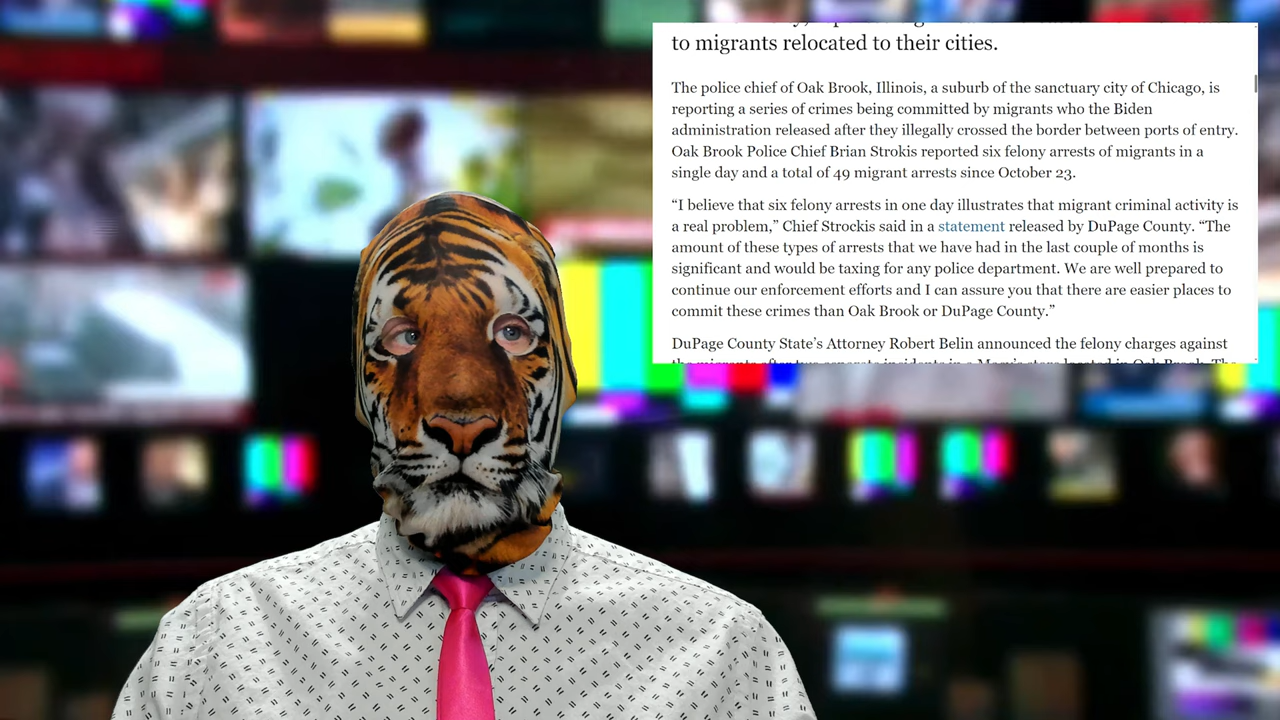 to migrants relocated to their cities.
The police chief of Oak Brook, Illinois, a suburb of the sanctuary city of Chicago, is
reporting a series of crimes being committed by migrants who the Biden
administration released after they illegally crossed the border between ports of entry.
Oak Brook Police Chief Brian Strokis reported six felony arrests of migrants in a
single day and a total of 49 migrant arrests since October 23.
“I believe that six felony arrests in one day illustrates that migrant criminal activity is
a real problem,” Chief Strockis said in a statement released by DuPage County. “The
amount of these types of arrests that we have had in the last couple of months is
significant and would be taxing for any police department. We are well prepared to
continue our enforcement efforts and I can assure you that there are easier places to
commit these crimes than Oak Brook or DuPage County.”
DuPage County State’s Attorney Robert Belin announced the felony charges against